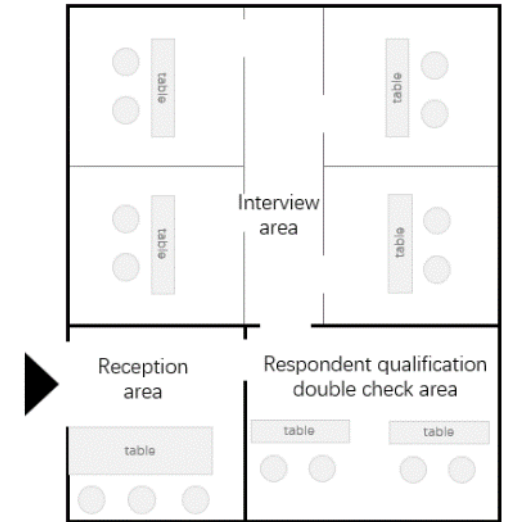 table
table
table
table
Interview
area
Reception
area
Respondent qualification
double check area
table
table
table